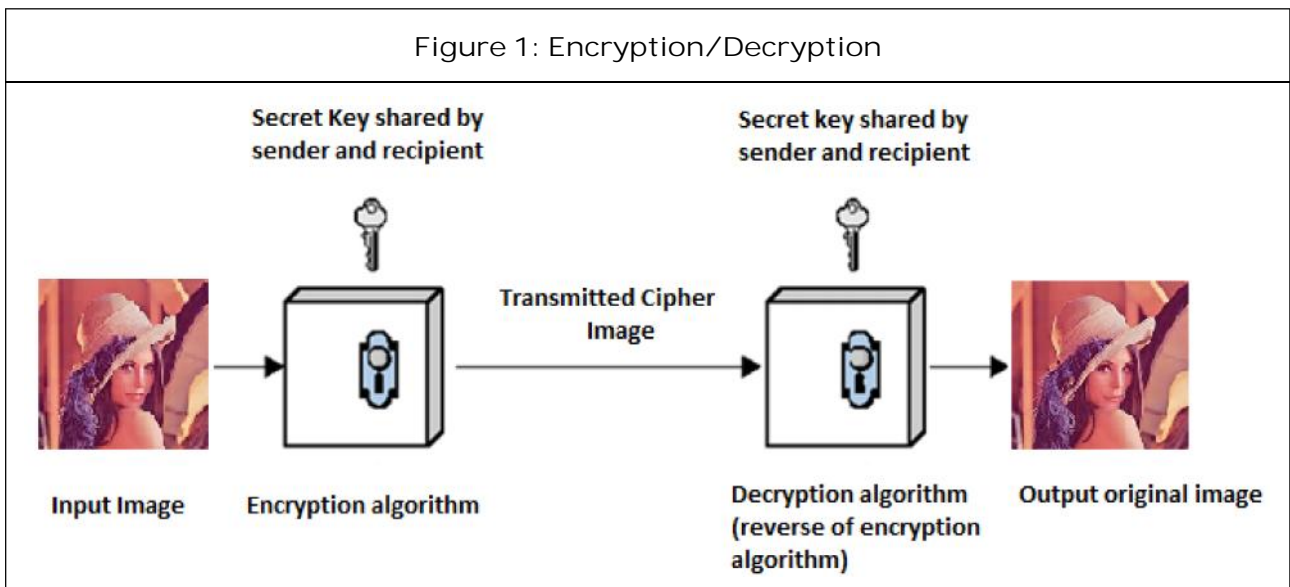 Figure 1: Encryption/Decryption
Secret Key shared by
sender and recipient
Secret key shared by
sender and recipient
Transmitted Cipher
Image
Input Image
Encryption algorithm
Decryption algorithm
(reverse of encryption
algorithm)
Output original image